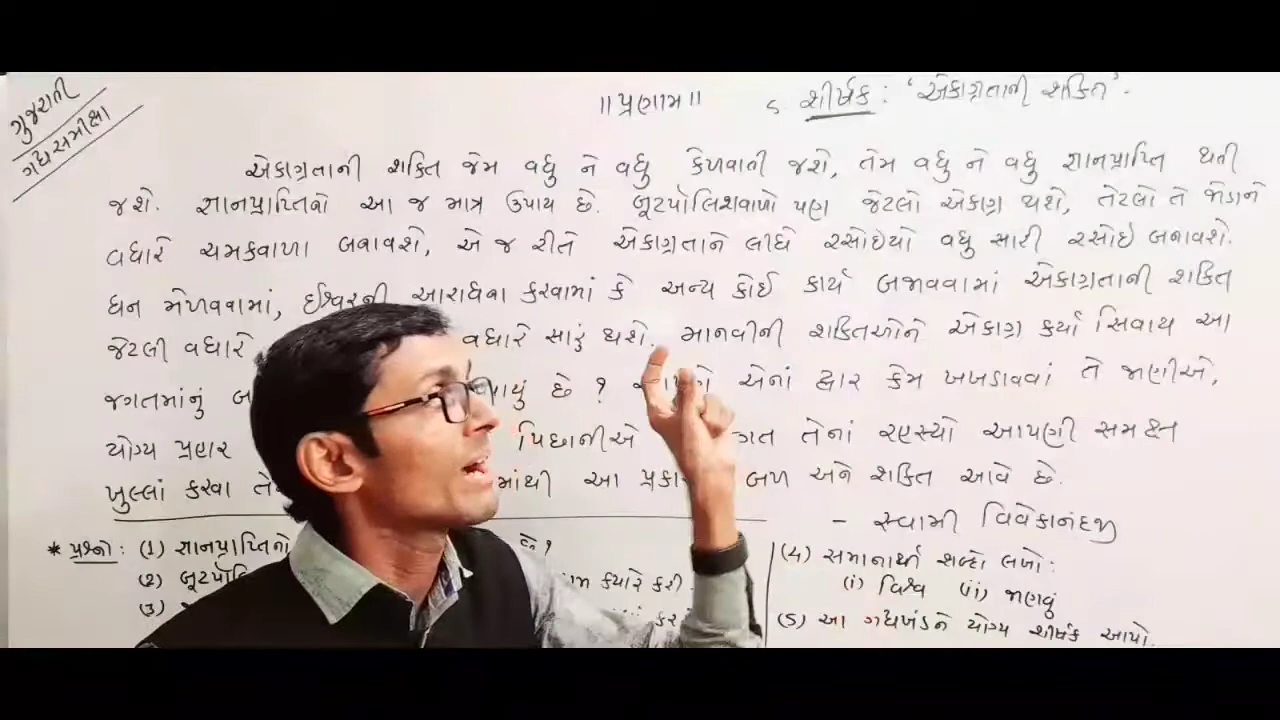 ગુજરાતી
ગદ્યસમીક્ષા
॥ પ્રણામ ॥
૬ શીર્ષક : 'એકાગ્રતાની શક્તિ'.
એકાગ્રતાની શક્તિ જેમ વધુ ને વધુ કેળવાતી જશે, તેમ વધુ ને વધુ જ્ઞાનપ્રાપ્તિ થતી
જશે. જ્ઞાનપ્રાપ્તિનો આ જ માત્ર ઉપાય છે. બૂટપૉલિશવાળો પણ જેટલો એકાગ્ર થશે, તેટલો તે જોડાને
વધારે ચમકવાળા બનાવશે, એ જ રીતે એકાગ્રતાને લીધે રસોઇયો વધુ સારી રસોઇ બનાવશે.
ધન મેળવવામાં, ઈશ્વરની આરાધના કરવામાં કે અન્ય કોઈ કાર્ય બજાવવામાં એકાગ્રતાની શક્તિ
જેટલી વધારે વધારે સારું થશે. માનવીની શક્તિઓને એકાગ્ર કર્યા સિવાય આ
જગતમાંનું છે ? એનાં દ્વાર કેમ ખખડાવવાં તે જાણીએ,
યોગ્ય પ્રહાર પિછાનીએ તેનાં રહસ્યો આપણી સમક્ષ
ખુલ્લાં કરવા માંથી આ બળ અને શક્તિ આવે છે.
- સ્વામી વિવેકાનંદજી
* પ્રશ્નો : (1) જ્ઞાનપ્રાપ્તિનો છે ?
(2) ક્યારે કરી
(3)
(4) સમાનાર્થી શબ્દો લખો :
(i) વિશ્વ (ii) જાણવું
(5) આ ગદ્યખંડને યોગ્ય શીર્ષક આપો.